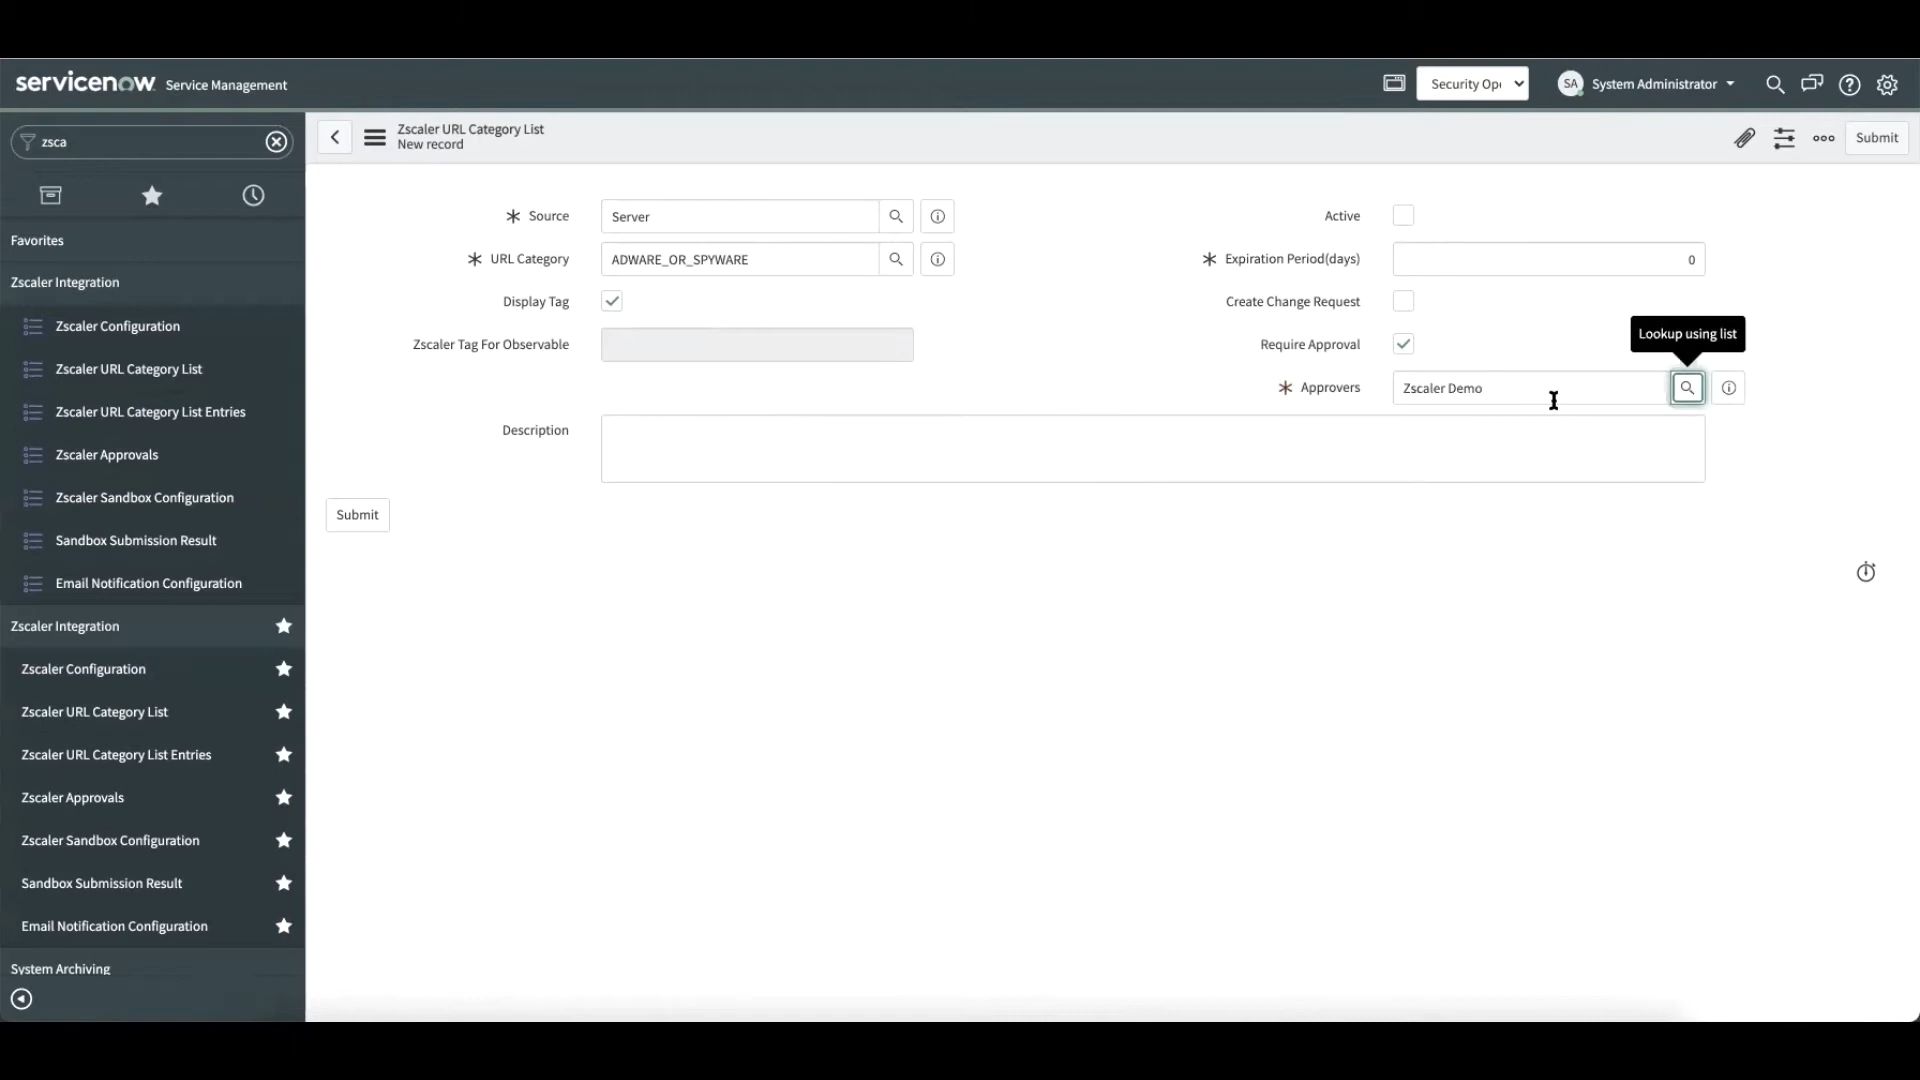 servicenow Service Management
Security Ope
SA System Administrator
zsca
Zscaler URL Category List
New record
Submit
Favorites
Zscaler Integration
Zscaler Configuration
Zscaler URL Category List
Zscaler URL Category List Entries
Zscaler Approvals
Zscaler Sandbox Configuration
Sandbox Submission Result
Email Notification Configuration
Zscaler Integration
Zscaler Configuration
Zscaler URL Category List
Zscaler URL Category List Entries
Zscaler Approvals
Zscaler Sandbox Configuration
Sandbox Submission Result
Email Notification Configuration
System Archiving
Source Server
URL Category ADWARE_OR_SPYWARE
Display Tag
Zscaler Tag For Observable
Active
Expiration Period(days) 0
Create Change Request
Lookup using list
Require Approval
Approvers Zscaler Demo
Description
Submit